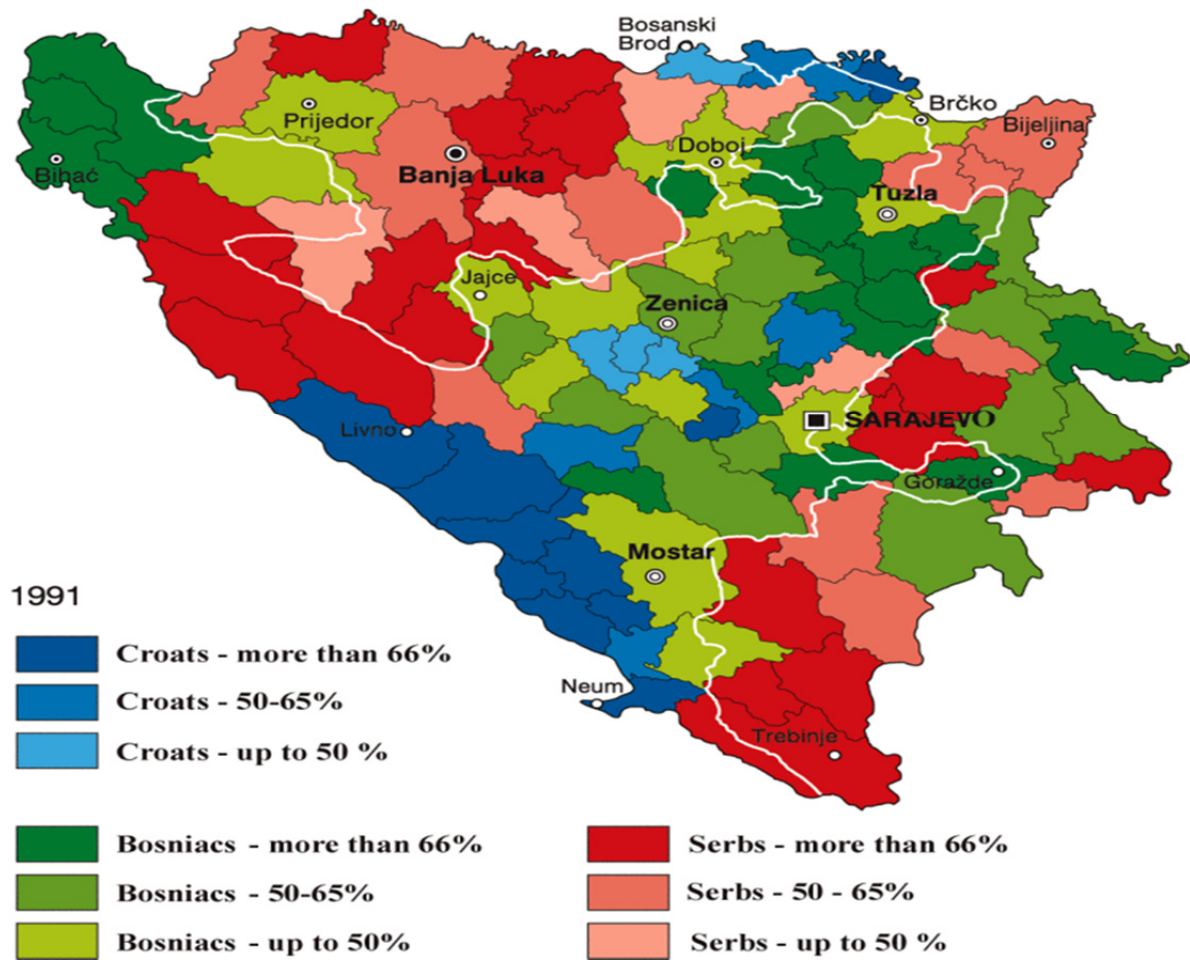 Bosanski
Brod
Brčko
Prijedor
Bijeljina
Doboj
Bihać
Banja Luka
Tuzla
Jajce
Zenica
SARAJEVO
Livno
Goražde
Mostar
Neum
Trebinje
1991
Croats - more than 66%
Croats - 50-65%
Croats - up to 50 %
Bosniacs - more than 66%
Bosniacs - 50-65%
Bosniacs - up to 50%
Serbs - more than 66%
Serbs - 50 - 65%
Serbs - up to 50 %